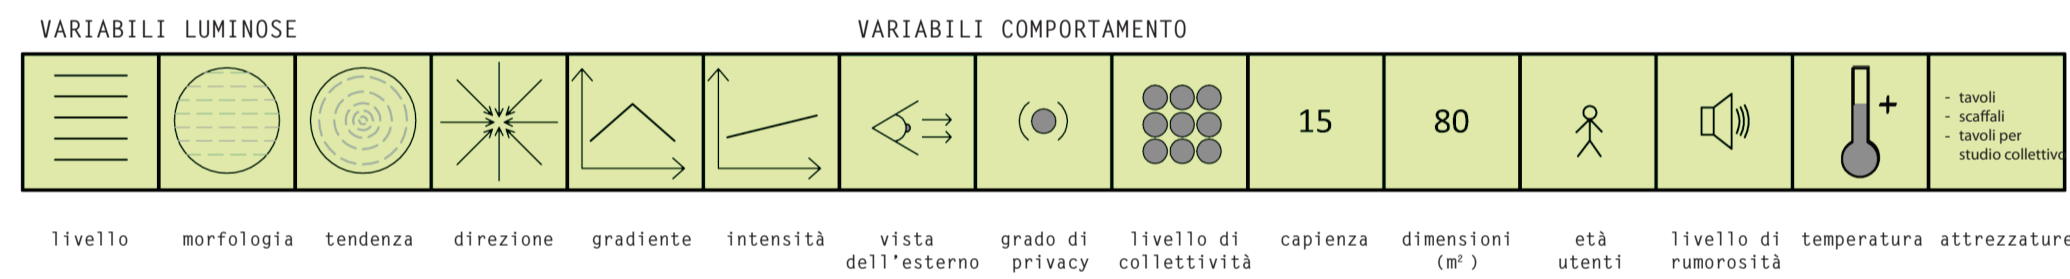 VARIABILI LUMINOSE
VARIABILI COMPORTAMENTO
15
80
+
- tavoli
- scaffali
- tavoli per
studio collettivo
livello
morfologia
tendenza
direzione
gradiente
intensità
vista
dell'esterno
grado di
privacy
livello di
collettività
capienza
dimensioni
(m²)
età
utenti
livello di
rumorosità
temperatura
attrezzature